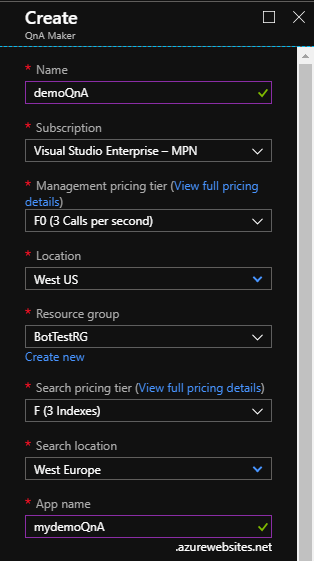 Create
QnA Maker
* Name
demoQnA
* Subscription
Visual Studio Enterprise – MPN
* Management pricing tier (View full pricing
details)
F0 (3 Calls per second)
* Location
West US
* Resource group
BotTestRG
Create new
* Search pricing tier (View full pricing details)
F (3 Indexes)
* Search location
West Europe
* App name
mydemoQnA
.azurewebsites.net